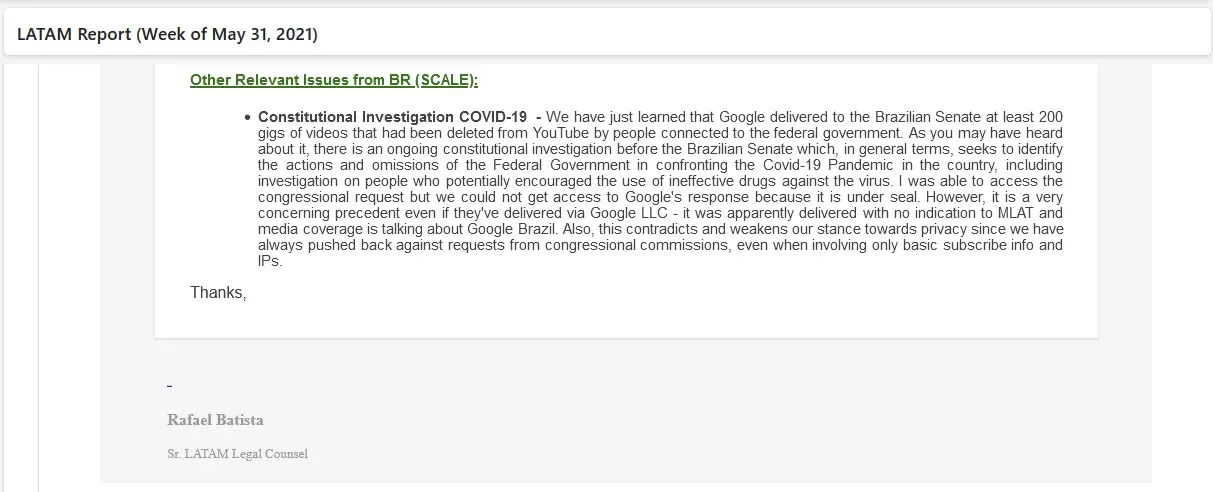 LATAM Report (Week of May 31, 2021)
Other Relevant Issues from BR (SCALE):
• Constitutional Investigation COVID-19 - We have just learned that Google delivered to the Brazilian Senate at least 200
gigs of videos that had been deleted from YouTube by people connected to the federal government. As you may have heard
about it, there is an ongoing constitutional investigation before the Brazilian Senate which, in general terms, seeks to identify
the actions and omissions of the Federal Government in confronting the Covid-19 Pandemic in the country, including
investigation on people who potentially encouraged the use of ineffective drugs against the virus. I was able to access the
congressional request but we could not get access to Google's response because it is under seal. However, it is a very
concerning precedent even if they've delivered via Google LLC - it was apparently delivered with no indication to MLAT and
media coverage is talking about Google Brazil. Also, this contradicts and weakens our stance towards privacy since we have
always pushed back against requests from congressional commissions, even when involving only basic subscribe info and
IPs.
Thanks,
-
Rafael Batista
Sr. LATAM Legal Counsel